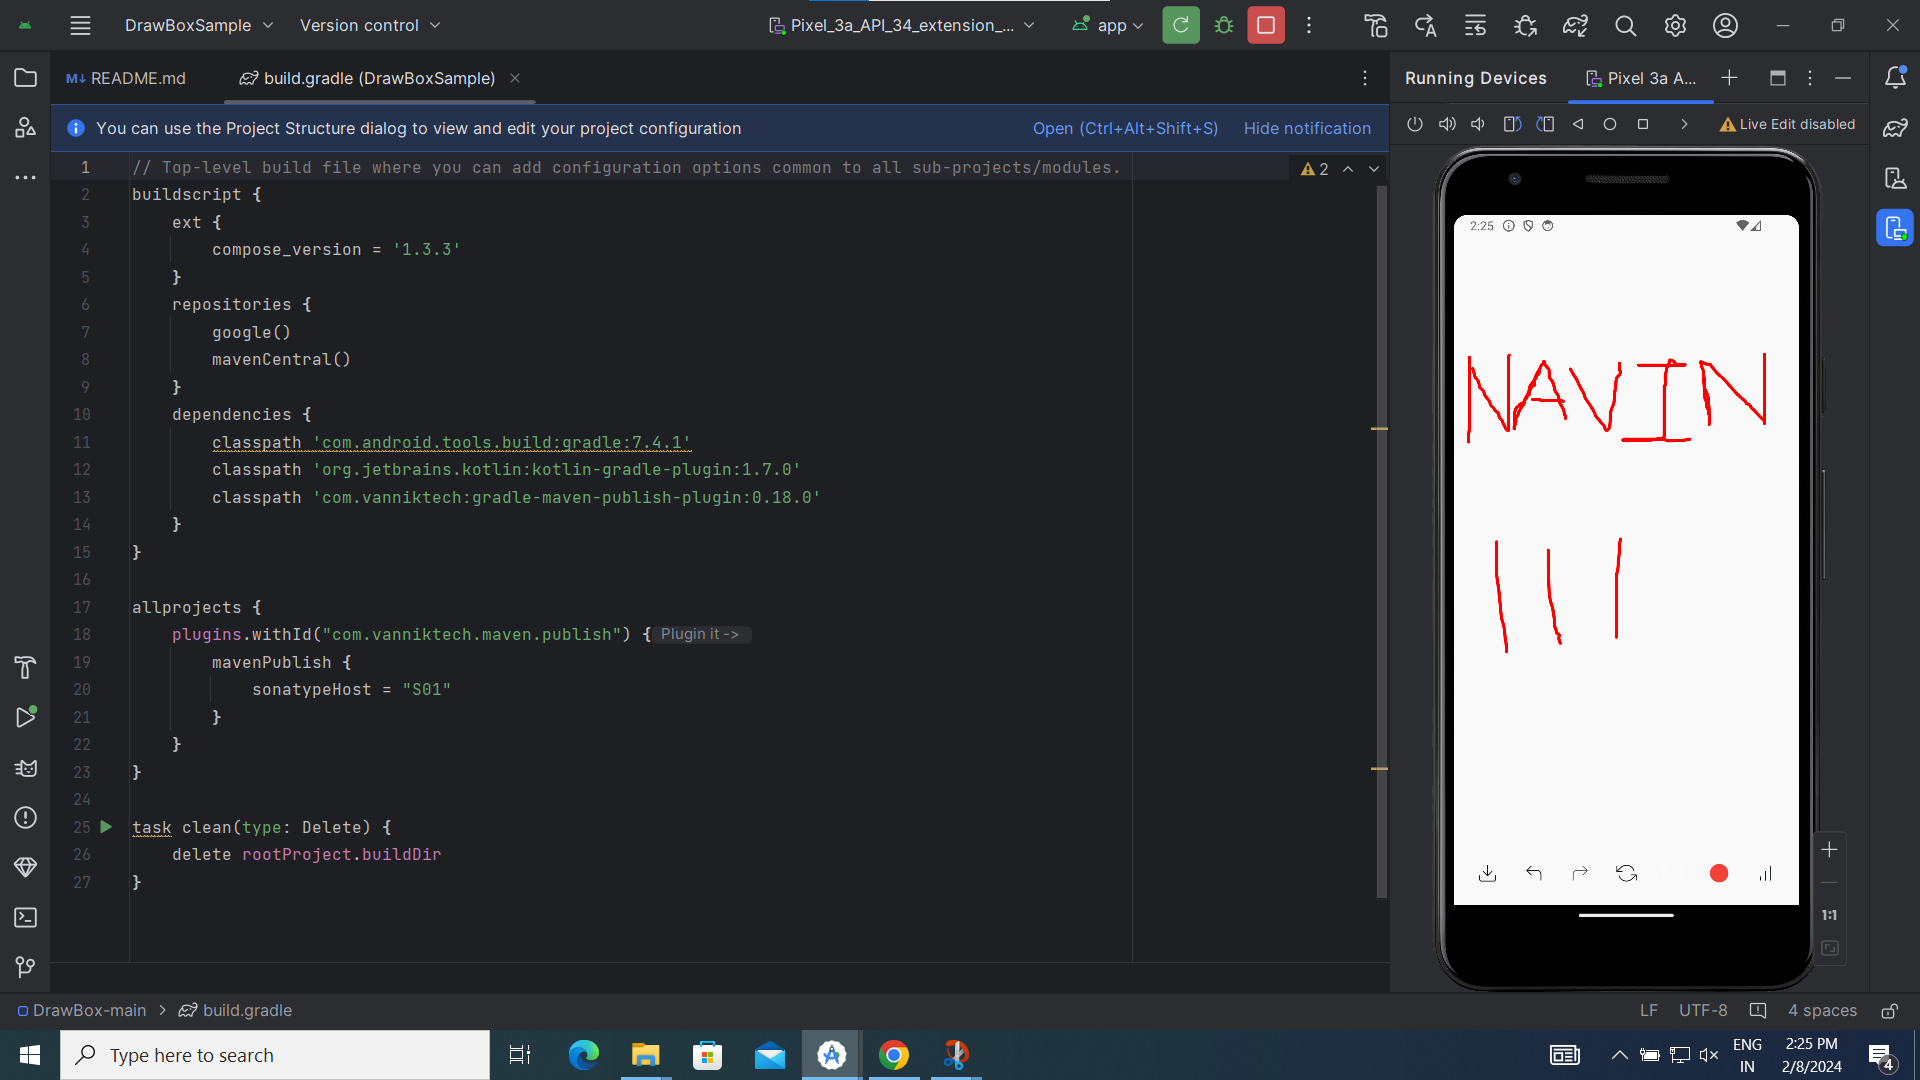 DrawBoxSample
Version control
Pixel_3a_API_34_extension_...
app
README.md
build.gradle (DrawBoxSample)
Running Devices
Pixel 3a A...
You can use the Project Structure dialog to view and edit your project configuration
Open (Ctrl+Alt+Shift+S)
Hide notification
Live Edit disabled
2
1 // Top-level build file where you can add configuration options common to all sub-projects/modules.
2 buildscript {
3 ext {
4 compose_version = '1.3.3'
5 }
6 repositories {
7 google()
8 mavenCentral()
9 }
10 dependencies {
11 classpath 'com.android.tools.build:gradle:7.4.1'
12 classpath 'org.jetbrains.kotlin:kotlin-gradle-plugin:1.7.0'
13 classpath 'com.vanniktech:gradle-maven-publish-plugin:0.18.0'
14 }
15 }
16
17 allprojects {
18 plugins.withId("com.vanniktech.maven.publish") { Plugin it ->
19 mavenPublish {
20 sonatypeHost = "S01"
21 }
22 }
23 }
24
25 task clean(type: Delete) {
26 delete rootProject.buildDir
27 }
2:25
NAVIN
III
1:1
DrawBox-main > build.gradle
LF
UTF-8
4 spaces
Type here to search
ENG
IN
2:25 PM
2/8/2024
4